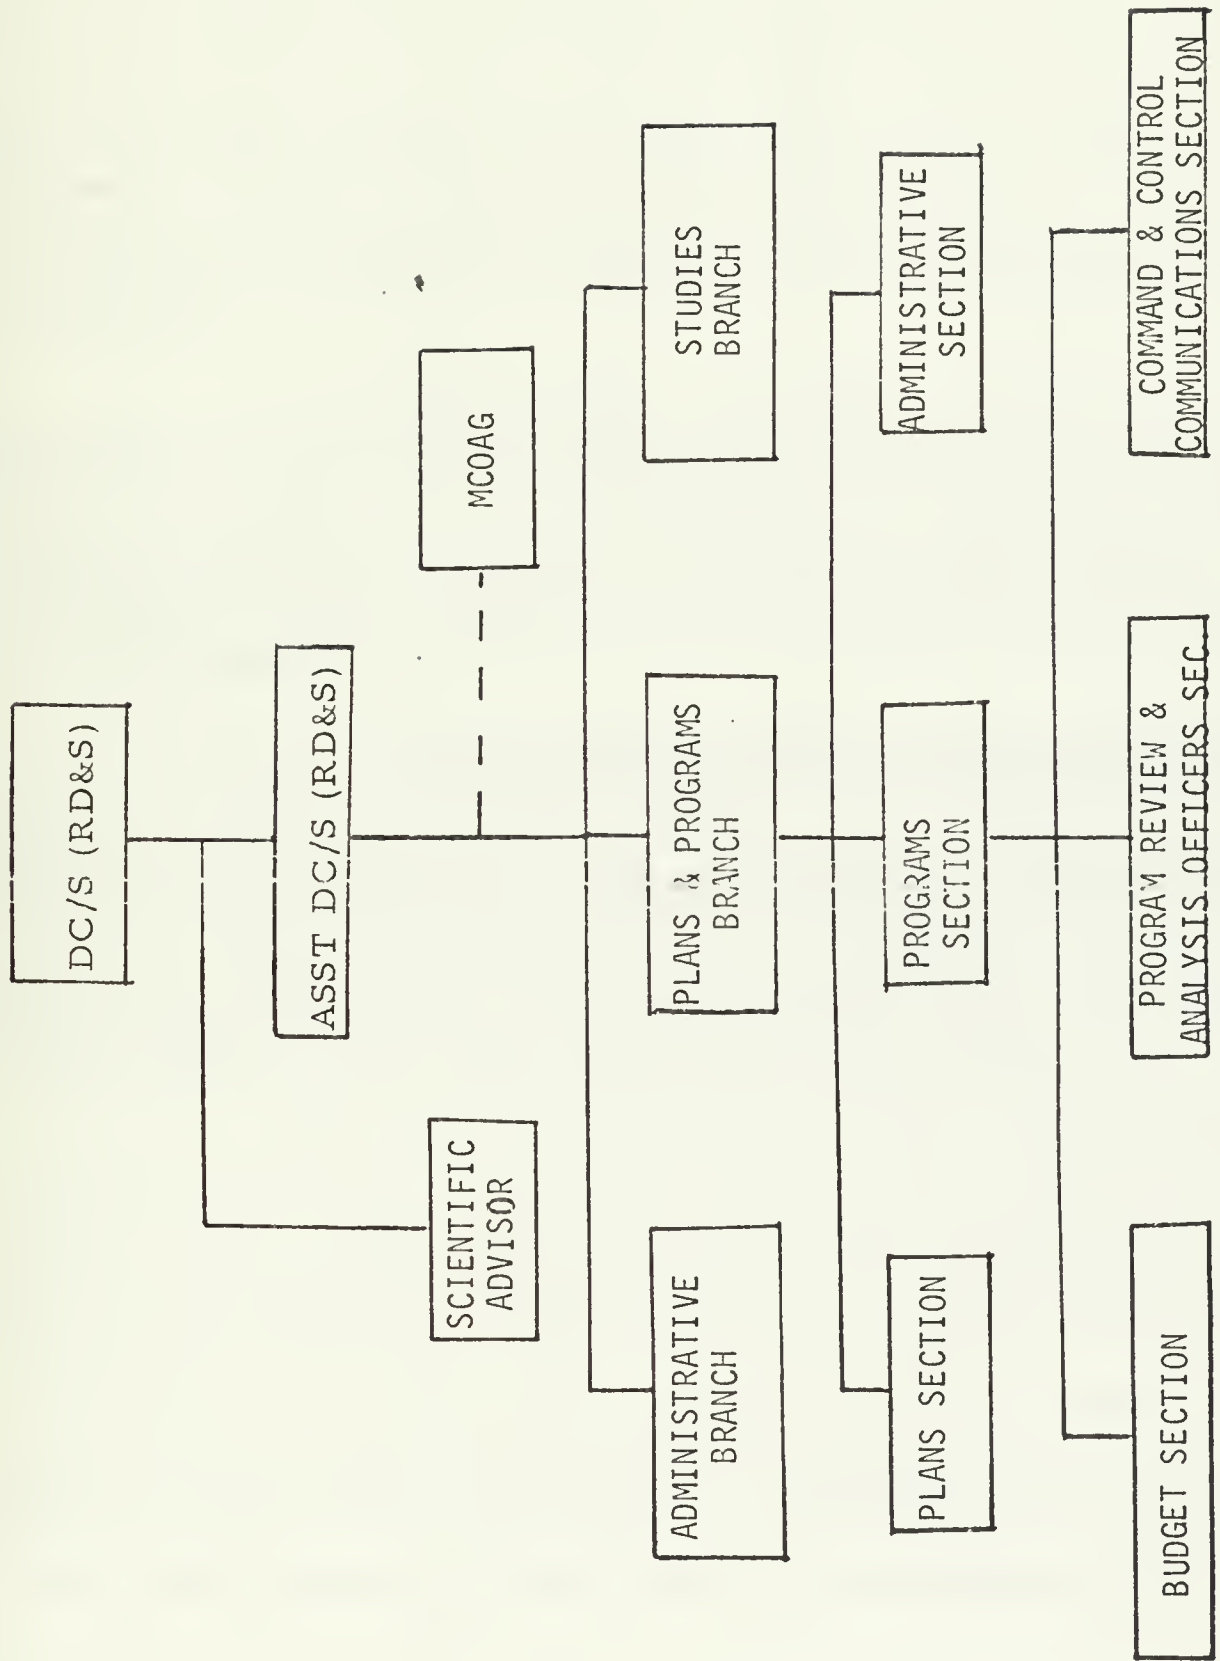 DC/S (RD&S)
ASST DC/S (RD&S)
SCIENTIFIC
ADVISOR
MCOAG
ADMINISTRATIVE
BRANCH
PLANS & PROGRAMS
BRANCH
STUDIES
BRANCH
PLANS SECTION
PROGRAMS
SECTION
ADMINISTRATIVE
SECTION
BUDGET SECTION
PROGRAM REVIEW &
ANALYSIS OFFICERS SEC
COMMAND & CONTROL
COMMUNICATIONS SECTION